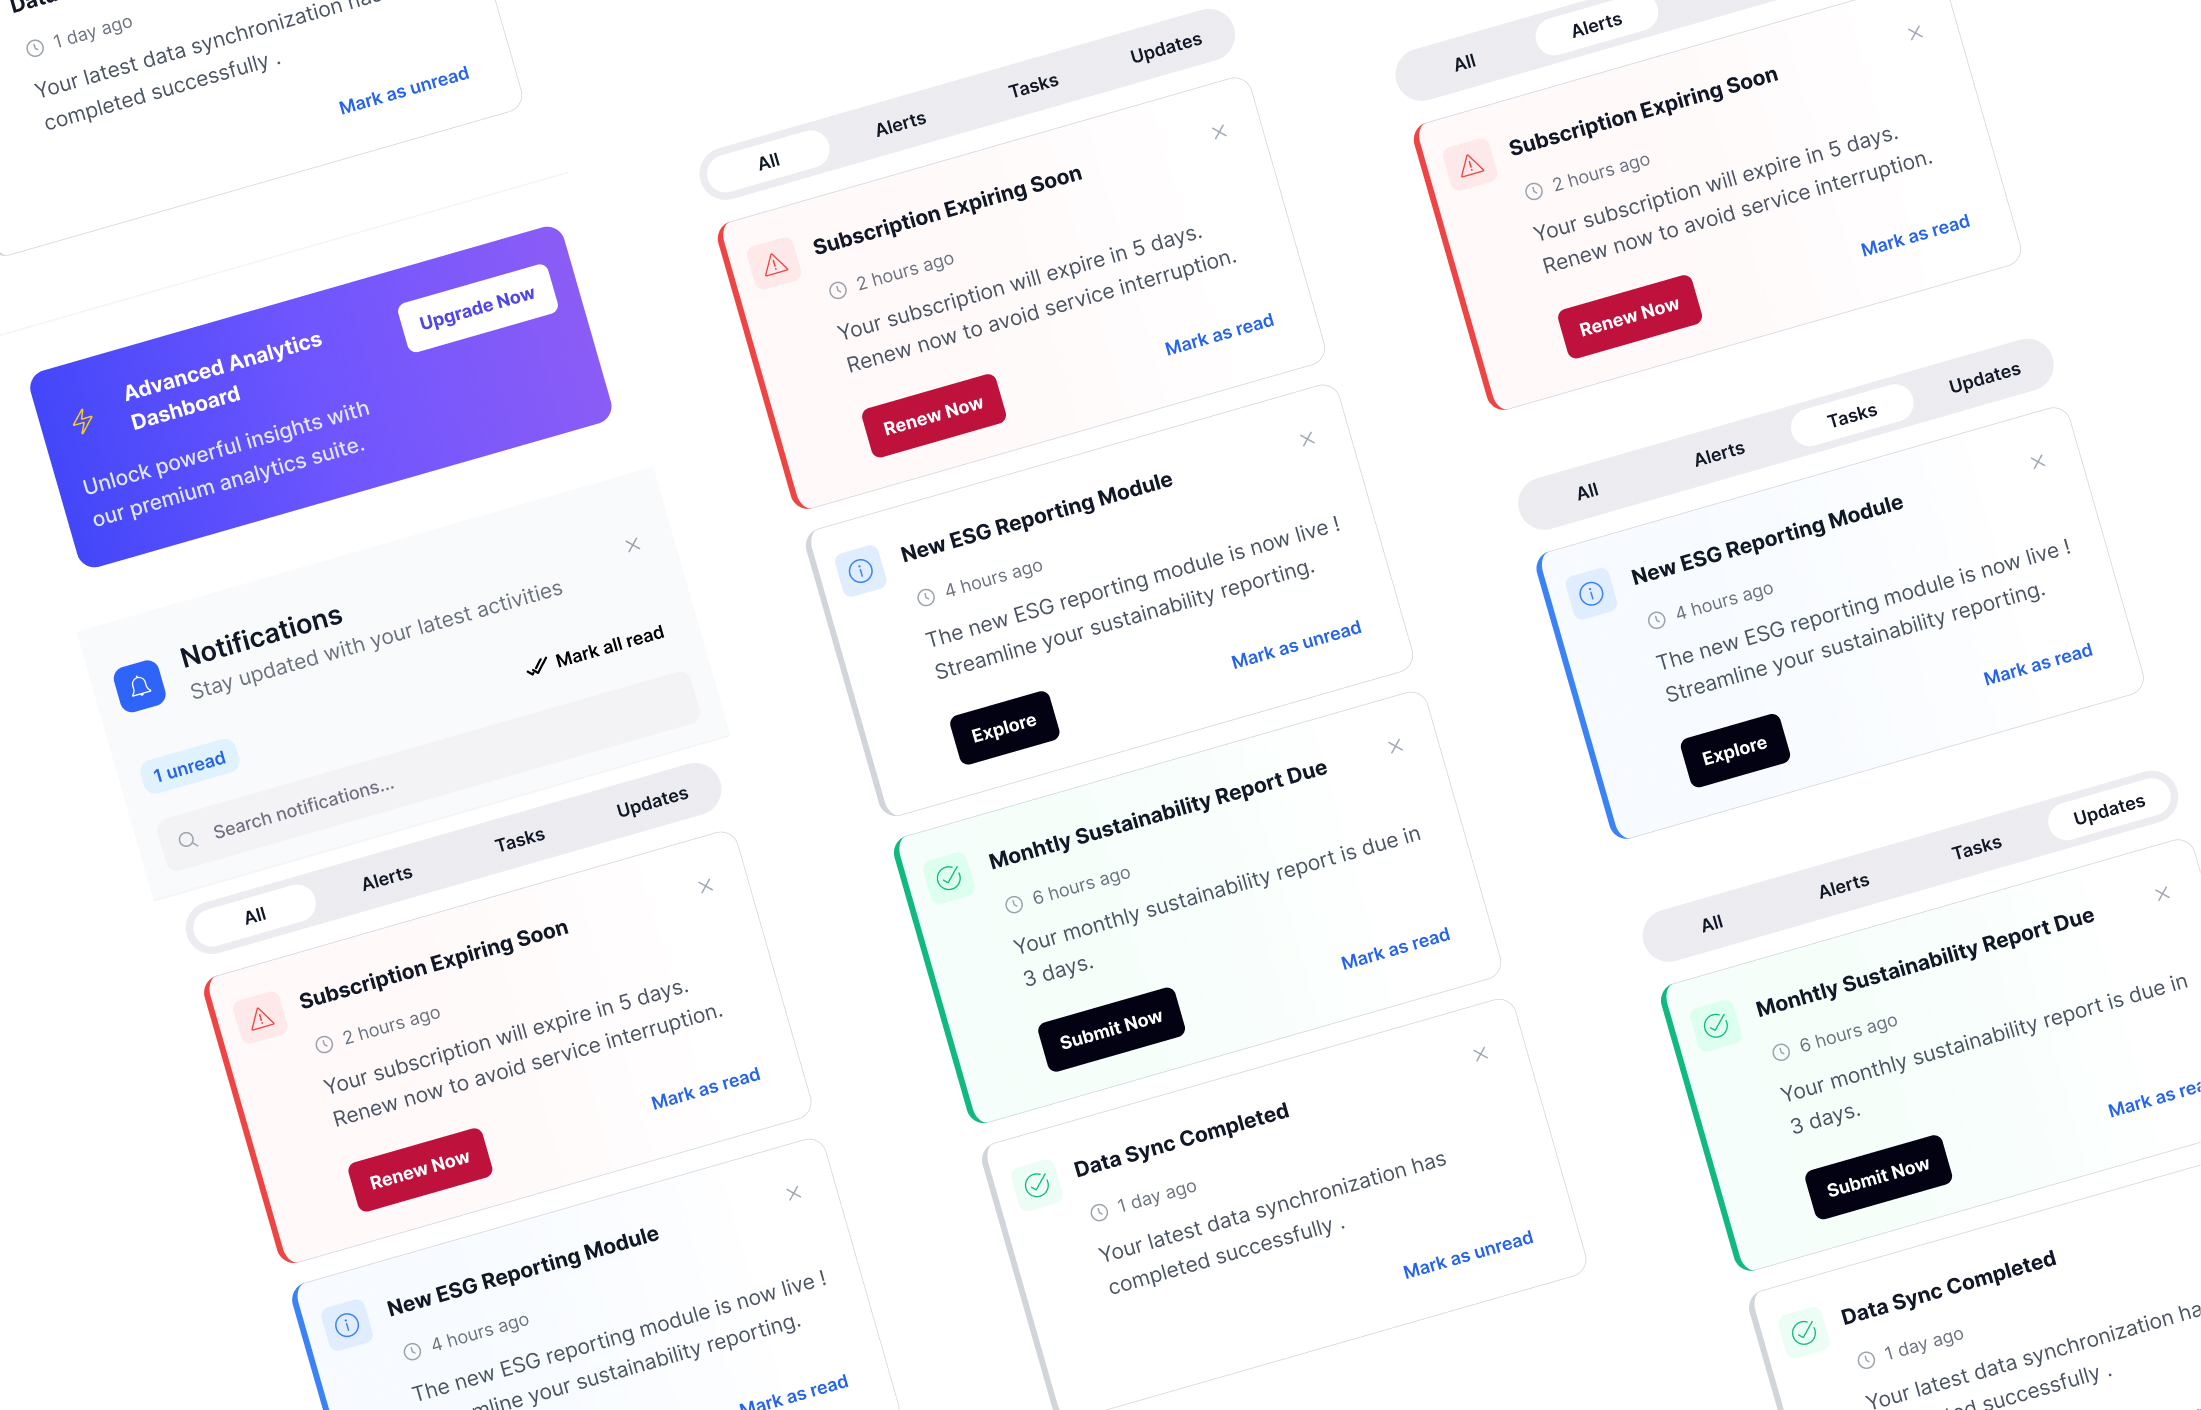 1 day ago
Your latest data synchronization has
completed successfully .
Mark as unread
Advanced Analytics
Dashboard
Upgrade Now
Unlock powerful insights with
our premium analytics suite.
Notifications
Stay updated with your latest activities
Mark all read
1 unread
Search notifications...
All
Alerts
Tasks
Updates
Subscription Expiring Soon
2 hours ago
Your subscription will expire in 5 days.
Renew now to avoid service interruption.
Mark as read
Renew Now
New ESG Reporting Module
4 hours ago
The new ESG reporting module is now live !
mline your sustainability reporting.
Mark as read
All
Alerts
Tasks
Updates
Subscription Expiring Soon
2 hours ago
Your subscription will expire in 5 days.
Renew now to avoid service interruption.
Mark as read
Renew Now
New ESG Reporting Module
4 hours ago
The new ESG reporting module is now live !
Streamline your sustainability reporting.
Mark as unread
Explore
Monhtly Sustainability Report Due
6 hours ago
Your monthly sustainability report is due in
3 days.
Mark as read
Submit Now
Data Sync Completed
1 day ago
Your latest data synchronization has
completed successfully .
Mark as unread
All
Alerts
Subscription Expiring Soon
2 hours ago
Your subscription will expire in 5 days.
Renew now to avoid service interruption.
Mark as read
Renew Now
All
Alerts
Tasks
Updates
New ESG Reporting Module
4 hours ago
The new ESG reporting module is now live !
Streamline your sustainability reporting.
Mark as read
Explore
All
Alerts
Tasks
Updates
Monhtly Sustainability Report Due
6 hours ago
Your monthly sustainability report is due in
3 days.
Mark as rea
Submit Now
Data Sync Completed
1 day ago
Your latest data synchronization ha
ed successfully .